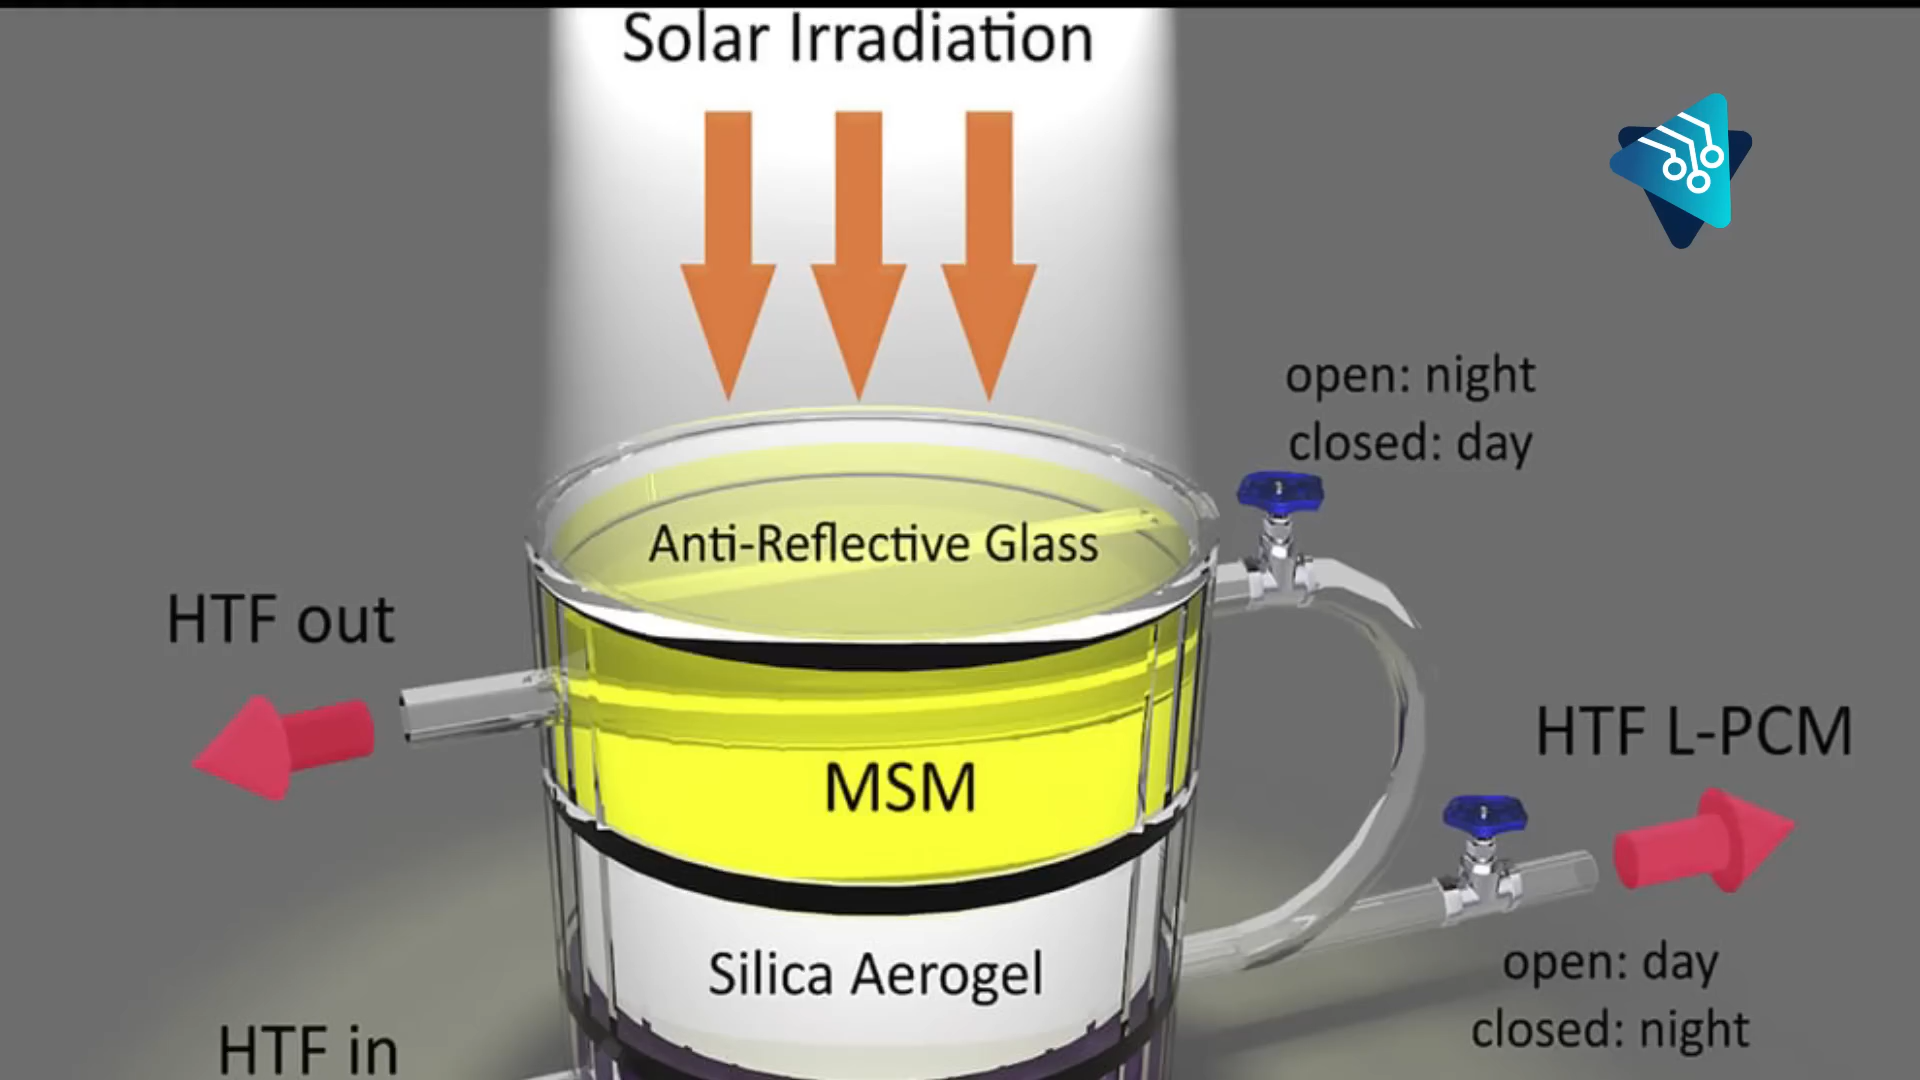 Solar Irradiation
open: night
closed: day
Anti-Reflective Glass
HTF out
HTF L-PCM
MSM
Silica Aerogel
open: day
closed: night
HTF in